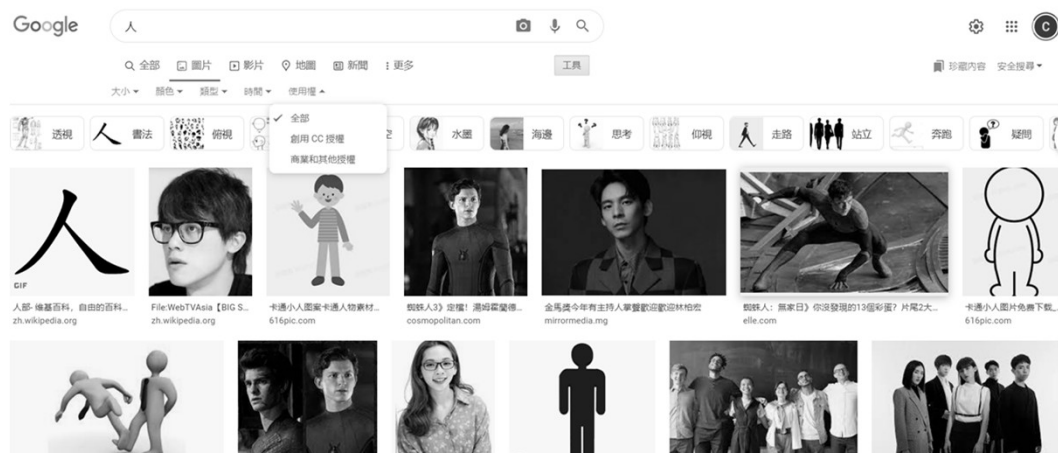 Google
人
全部 圖片 影片 地圖 新聞 更多 工具 珍藏內容 安全搜尋
大小 顏色 類型 時間 使用權
全部
創用 CC 授權
商業和其他授權
透視 書法 俯視 空 水墨 海邊 思考 仰視 走路 站立 奔跑 疑問
人
GIF
人部- 維基百科，自由的百科...
zh.wikipedia.org
File:WebTVAsia【BIG S...
zh.wikipedia.org
卡通小人图案卡通人物素材...
616pic.com
蜘蛛人3》定檔！湯姆霍蘭德...
cosmopolitan.com
金馬獎今年有主持人掌聲歡迎歡迎林柏宏
mirrormedia.mg
蜘蛛人：無家日》你沒發現的13個彩蛋？片尾2大...
elle.com
卡通小人图片免费下载...
616pic.com